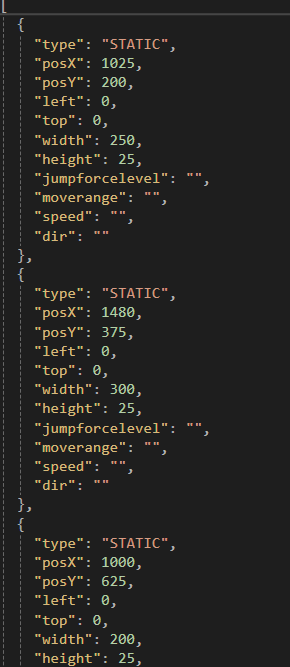 [
{
"type": "STATIC",
"posX": 1025,
"posY": 200,
"left": 0,
"top": 0,
"width": 250,
"height": 25,
"jumpforcelevel": "",
"moverange": "",
"speed": "",
"dir": ""
},
{
"type": "STATIC",
"posX": 1480,
"posY": 375,
"left": 0,
"top": 0,
"width": 300,
"height": 25,
"jumpforcelevel": "",
"moverange": "",
"speed": "",
"dir": ""
},
{
"type": "STATIC",
"posX": 1000,
"posY": 625,
"left": 0,
"top": 0,
"width": 200,
"height": 25,